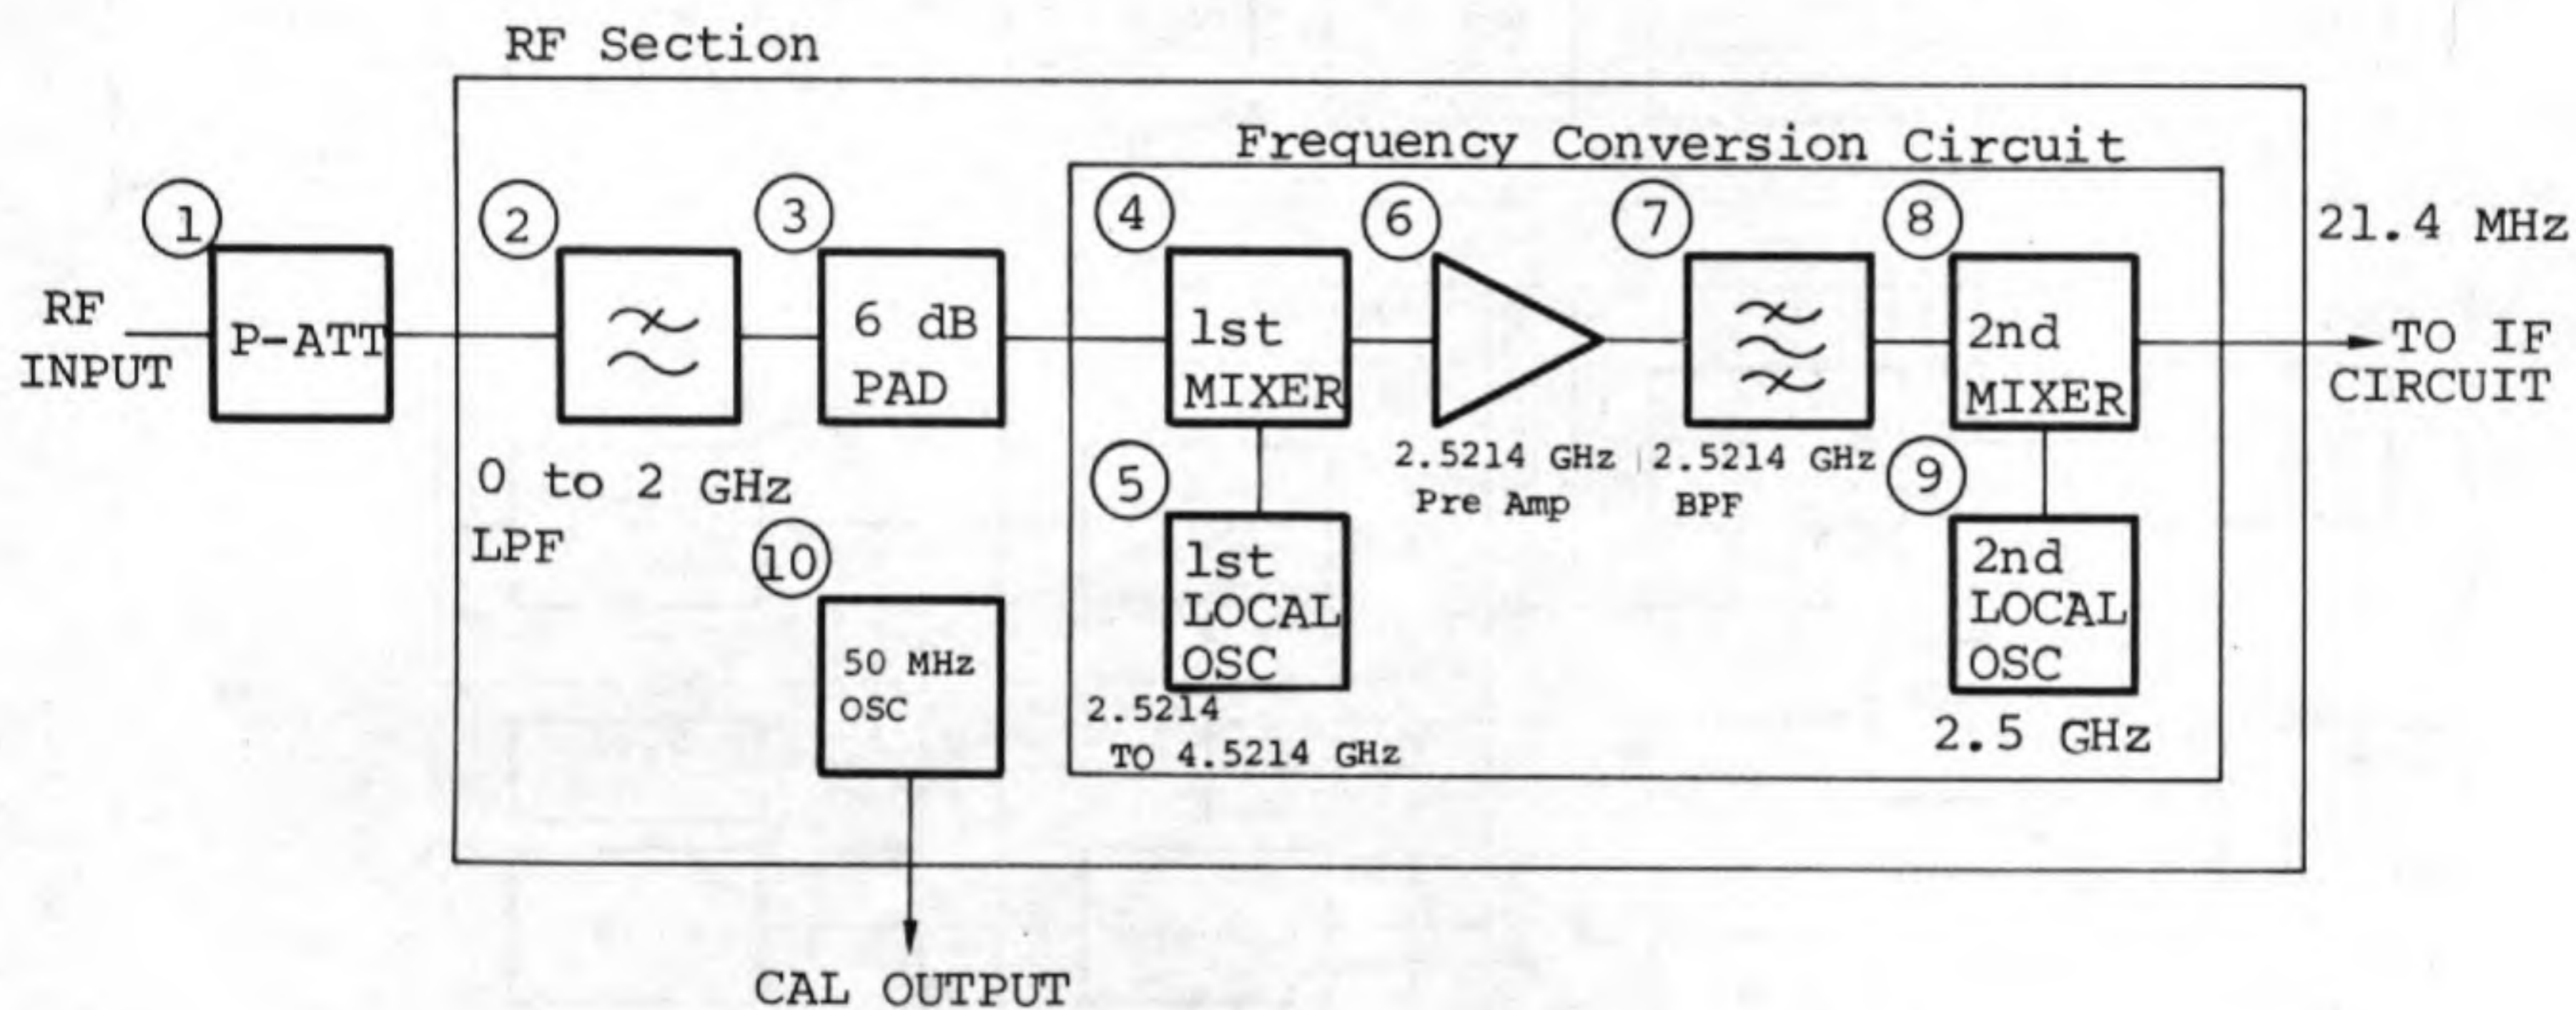 RF Section
Frequency Conversion Circuit
1
2
3
4
6
7
8
21.4 MHz
RF
INPUT
P-ATT
6 dB
PAD
1st
MIXER
2nd
MIXER
TO IF
CIRCUIT
0 to 2 GHz
LPF
2.5214 GHz
Pre Amp
2.5214 GHz
BPF
5
9
10
1st
LOCAL
OSC
2nd
LOCAL
OSC
50 MHz
OSC
2.5214
TO 4.5214 GHz
2.5 GHz
CAL OUTPUT